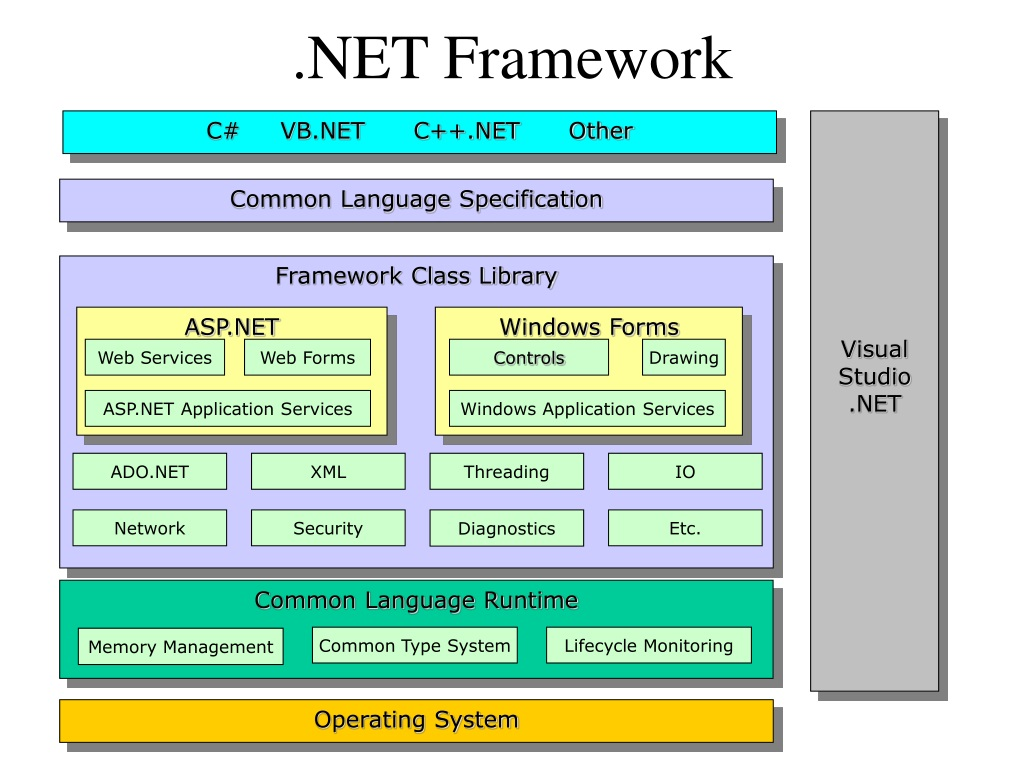 .NET Framework
C# VB.NET C++.NET Other
Common Language Specification
Framework Class Library
ASP.NET
Web Services Web Forms
ASP.NET Application Services
Windows Forms
Controls Drawing
Windows Application Services
ADO.NET XML Threading IO
Network Security Diagnostics Etc.
Common Language Runtime
Memory Management Common Type System Lifecycle Monitoring
Operating System
Visual
Studio
.NET